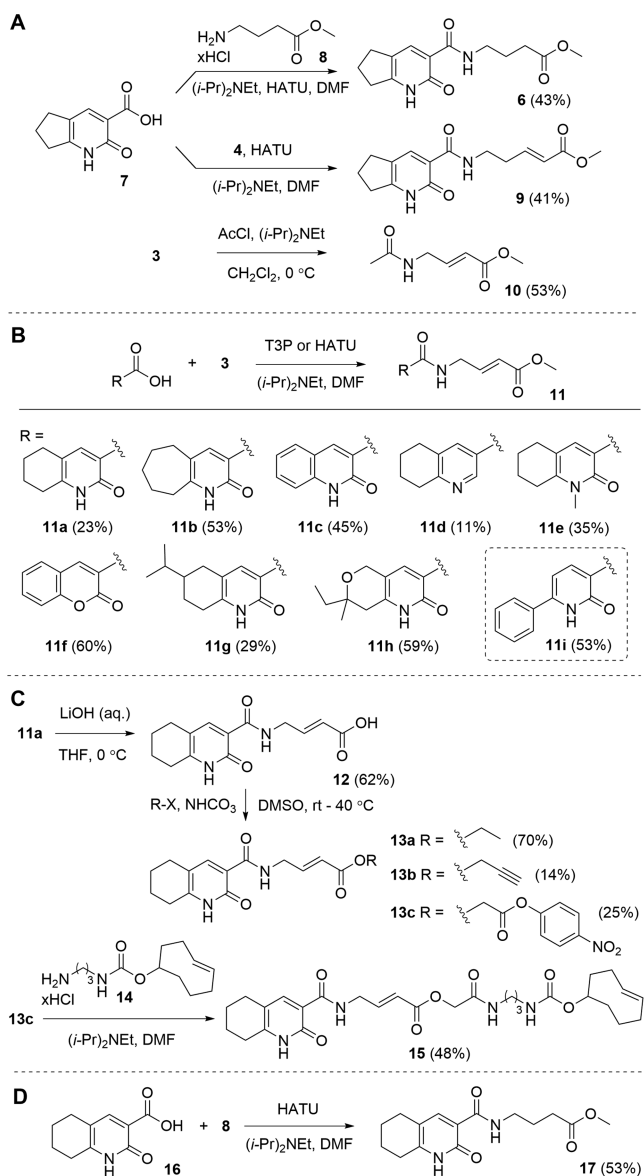 A
H2N
xHCl
O
O
8
(i-Pr)2NEt, HATU, DMF
6 (43%)
O
OH
N
H
O
7
4, HATU
(i-Pr)2NEt, DMF
9 (41%)
3
AcCl, (i-Pr)2NEt
CH2Cl2, 0 °C
10 (53%)
B
R
O
OH
+ 3
T3P or HATU
(i-Pr)2NEt, DMF
11
R =
11a (23%)
11b (53%)
11c (45%)
11d (11%)
11e (35%)
11f (60%)
11g (29%)
11h (59%)
11i (53%)
C
11a
LiOH (aq.)
THF, 0 °C
12 (62%)
R-X, NHCO3
DMSO, rt - 40 °C
13a R = (70%)
13b R = (14%)
13c R = (25%)
NO2
OR
H2N
xHCl
14
13c
(i-Pr)2NEt, DMF
15 (48%)
D
16
+ 8
HATU
(i-Pr)2NEt, DMF
17 (53%)